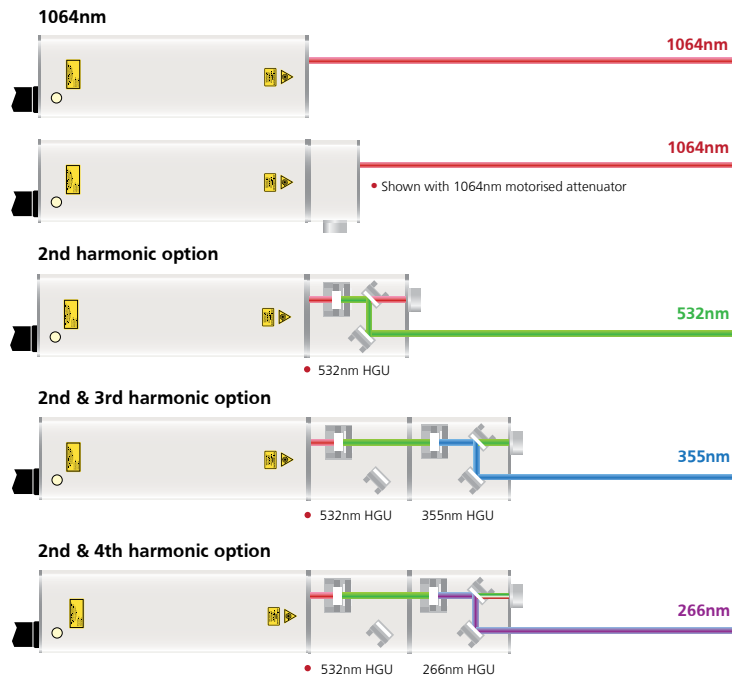 1064nm
1064nm
1064nm
• Shown with 1064nm motorised attenuator
2nd harmonic option
532nm
• 532nm HGU
2nd & 3rd harmonic option
355nm
• 532nm HGU 355nm HGU
2nd & 4th harmonic option
266nm
• 532nm HGU 266nm HGU